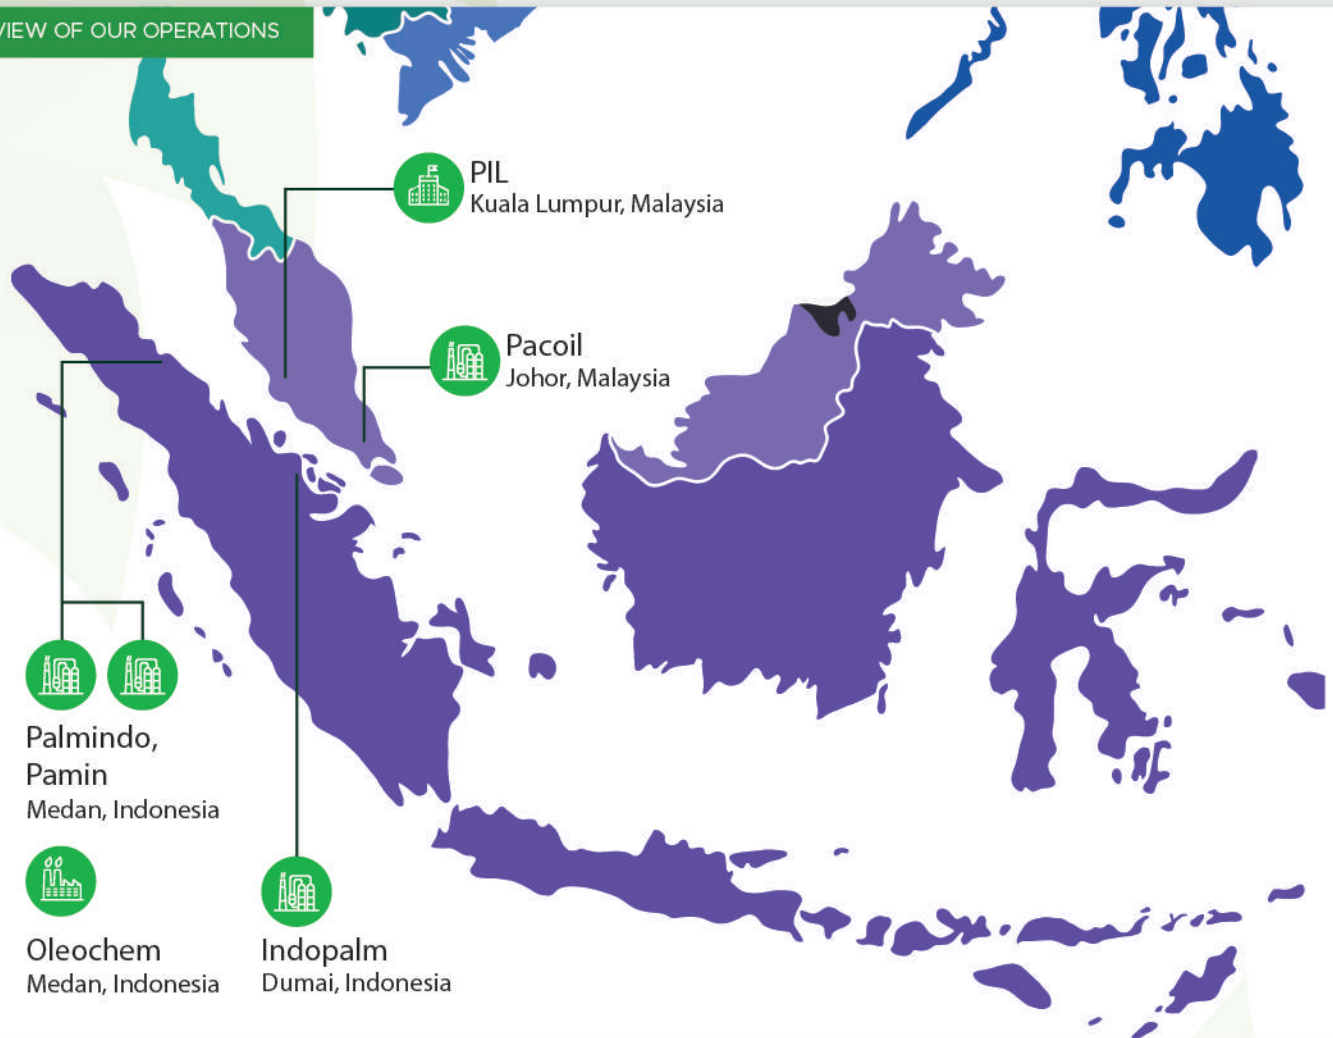 VIEW OF OUR OPERATIONS
PIL
Kuala Lumpur, Malaysia
Pacoil
Johor, Malaysia
Palmindo,
Pamin
Medan, Indonesia
Oleochem
Medan, Indonesia
Indopalm
Dumai, Indonesia